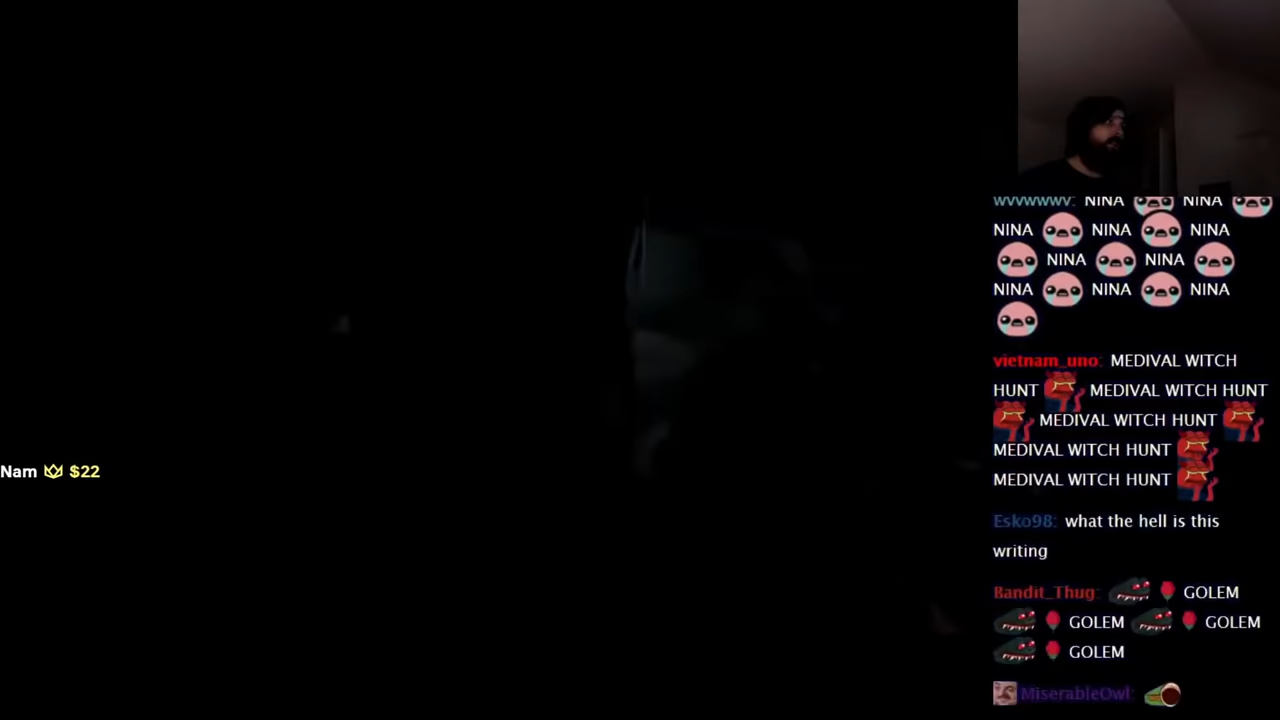 Nam $22
wvwwwv: NINA NINA
NINA NINA NINA
NINA NINA
NINA NINA NINA
vietnam_uno: MEDIVAL WITCH
HUNT MEDIVAL WITCH HUNT
MEDIVAL WITCH HUNT
MEDIVAL WITCH HUNT
MEDIVAL WITCH HUNT
Esko98: what the hell is this
writing
Bandit_Thug: GOLEM
GOLEM GOLEM
GOLEM
MiserableOwl: